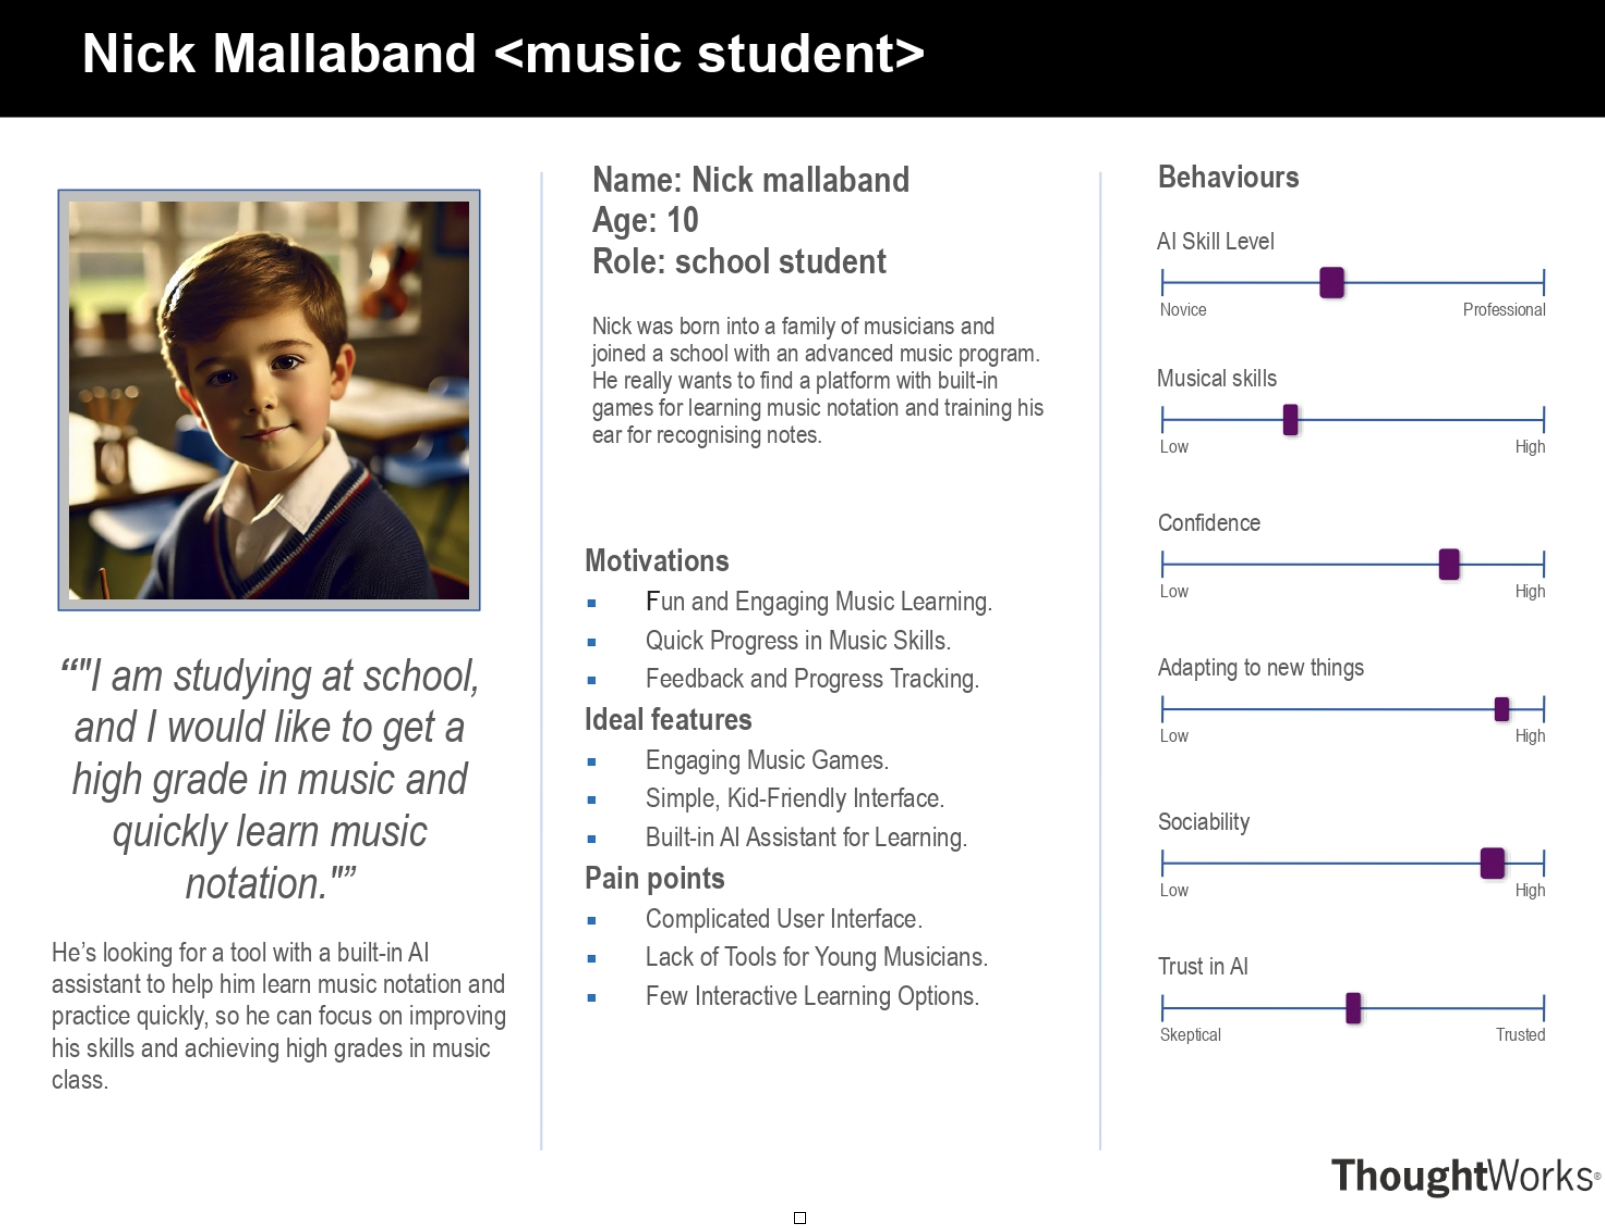 Nick Mallaband <music student>
““"I am studying at school,
and I would like to get a
high grade in music and
quickly learn music
notation."”
He’s looking for a tool with a built-in AI
assistant to help him learn music notation and
practice quickly, so he can focus on improving
his skills and achieving high grades in music
class.
Name: Nick mallaband
Age: 10
Role: school student
Nick was born into a family of musicians and
joined a school with an advanced music program.
He really wants to find a platform with built-in
games for learning music notation and training his
ear for recognising notes.
Motivations
Fun and Engaging Music Learning.
Quick Progress in Music Skills.
Feedback and Progress Tracking.
Ideal features
Engaging Music Games.
Simple, Kid-Friendly Interface.
Built-in AI Assistant for Learning.
Pain points
Complicated User Interface.
Lack of Tools for Young Musicians.
Few Interactive Learning Options.
Behaviours
AI Skill Level
Novice Professional
Musical skills
Low High
Confidence
Low High
Adapting to new things
Low High
Sociability
Low High
Trust in AI
Skeptical Trusted
ThoughtWorks®